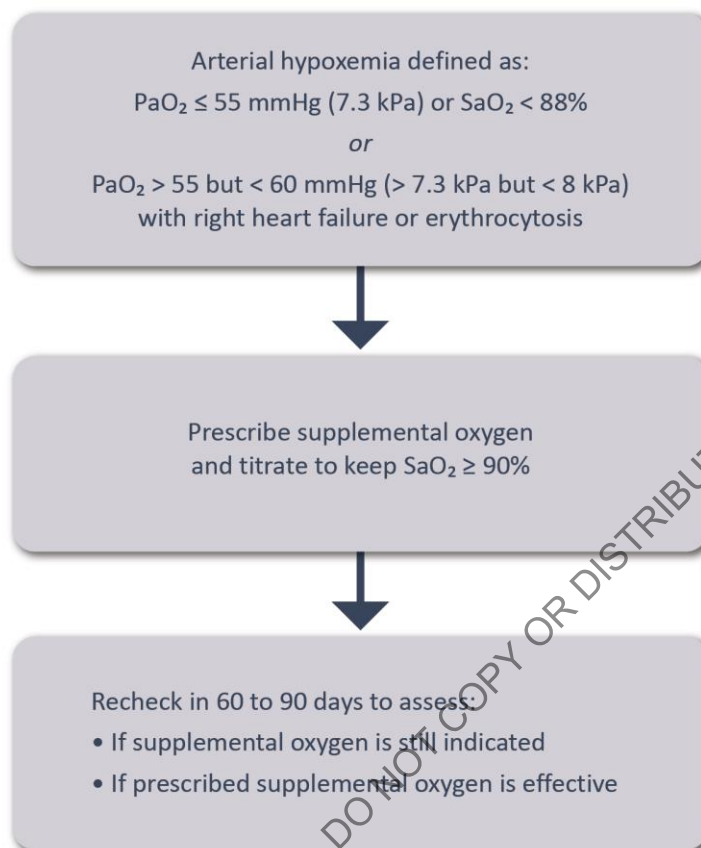 Arterial hypoxemia defined as:
PaO₂ ≤ 55 mmHg (7.3 kPa) or SaO₂ < 88%
or
PaO₂ > 55 but < 60 mmHg (> 7.3 kPa but < 8 kPa)
with right heart failure or erythrocytosis
Prescribe supplemental oxygen
and titrate to keep SaO₂ ≥ 90%
Recheck in 60 to 90 days to assess:
• If supplemental oxygen is still indicated
• If prescribed supplemental oxygen is effective
DO NOT COPY OR